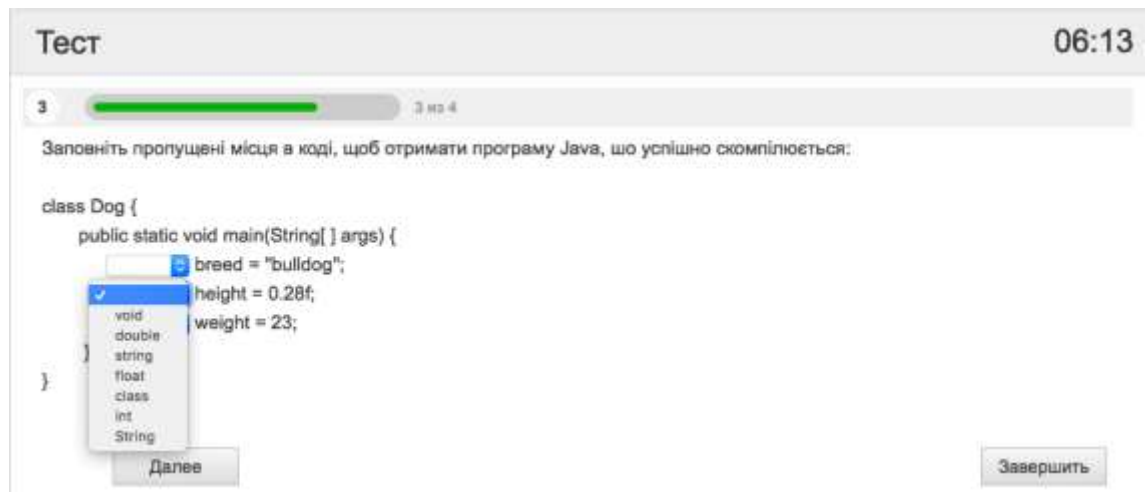 Тест
06:13
3
3 из 4
Заповніть пропущені місця в коді, щоб отримати програму Java, що успішно скомпілюється:
class Dog {
public static void main(String[ ] args) {
breed = "bulldog";
height = 0.28f;
weight = 23;
}
}
void
double
string
float
class
int
String
Далее
Завершить